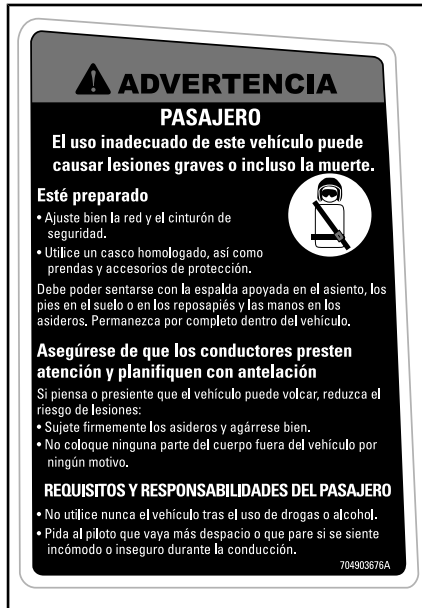 ADVERTENCIA
PASAJERO
El uso inadecuado de este vehículo puede
causar lesiones graves o incluso la muerte.
Esté preparado
• Ajuste bien la red y el cinturón de
seguridad.
• Utilice un casco homologado, así como
prendas y accesorios de protección.
Debe poder sentarse con la espalda apoyada en el asiento, los
pies en el suelo o en los reposapiés y las manos en los
asideros. Permanezca por completo dentro del vehículo.
Asegúrese de que los conductores presten
atención y planifiquen con antelación
Si piensa o presiente que el vehículo puede volcar, reduzca el
riesgo de lesiones:
• Sujete firmemente los asideros y agárrese bien.
• No coloque ninguna parte del cuerpo fuera del vehículo por
ningún motivo.
REQUISITOS Y RESPONSABILIDADES DEL PASAJERO
• No utilice nunca el vehículo tras el uso de drogas o alcohol.
• Pida al piloto que vaya más despacio o que pare si se siente
incómodo o inseguro durante la conducción.
704903676A